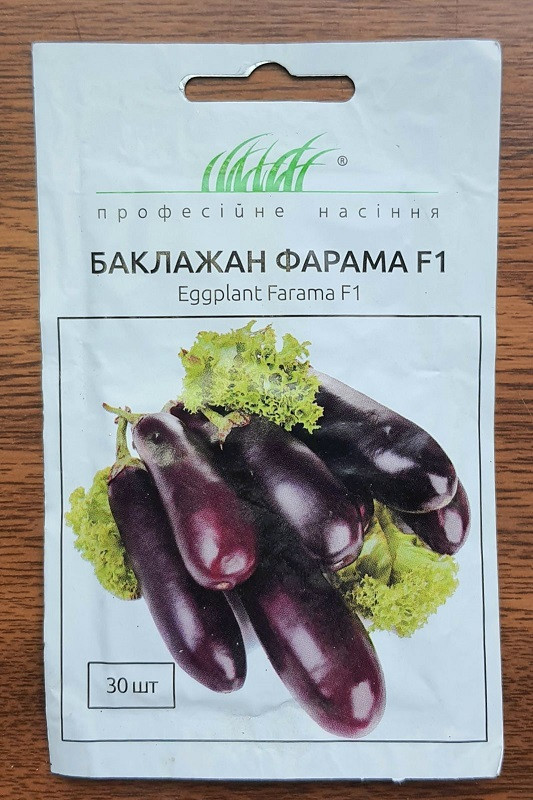 ®
професійне насіння
БАКЛАЖАН ФАРАМА F1
Eggplant Farama F1
30 шт